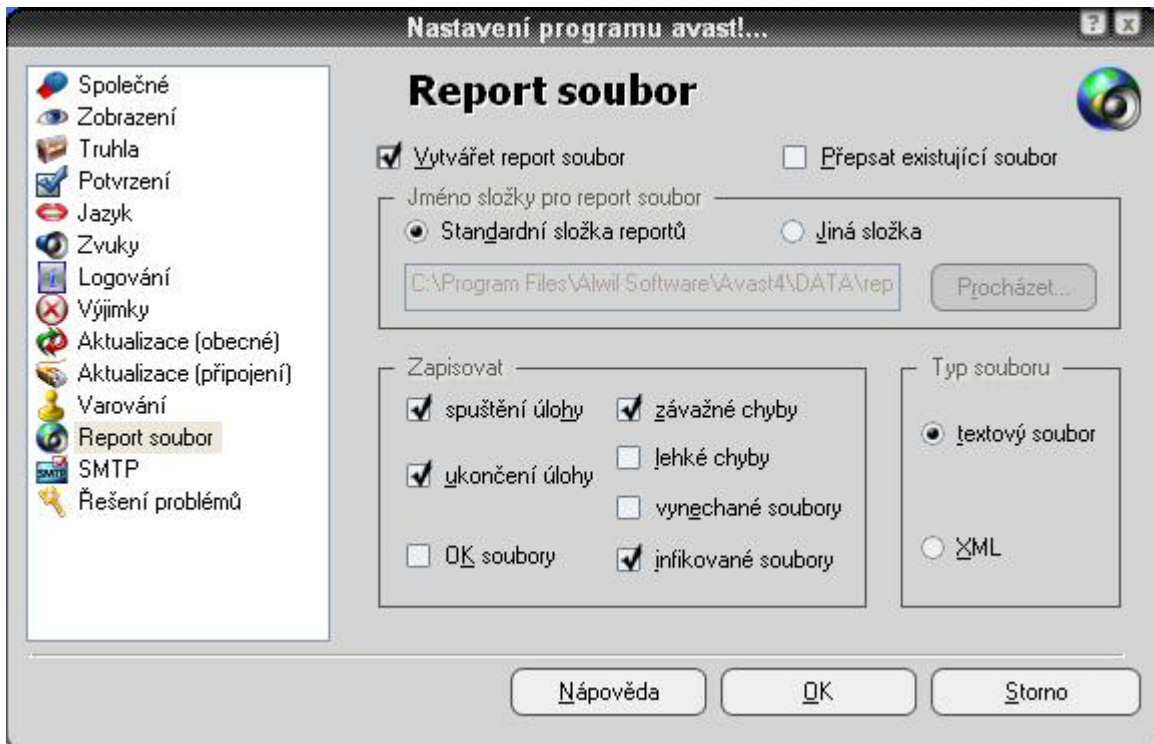 Nastavení programu avast!...
Společné
Zobrazení
Truhla
Potvrzení
Jazyk
Zvuky
Logování
Výjimky
Aktualizace (obecné)
Aktualizace (připojení)
Varování
Report soubor
SMTP
Řešení problémů
Report soubor
Vytvářet report soubor
Přepsat existující soubor
Jméno složky pro report soubor
Standardní složka reportů
Jiná složka
C:\Program Files\Alwil Software\Avast4\DATA\rep
Procházet...
Zapisovat
spuštění úlohy
závažné chyby
lehké chyby
ukončení úlohy
vynechané soubory
OK soubory
infikované soubory
Typ souboru
textový soubor
XML
Nápověda
OK
Storno